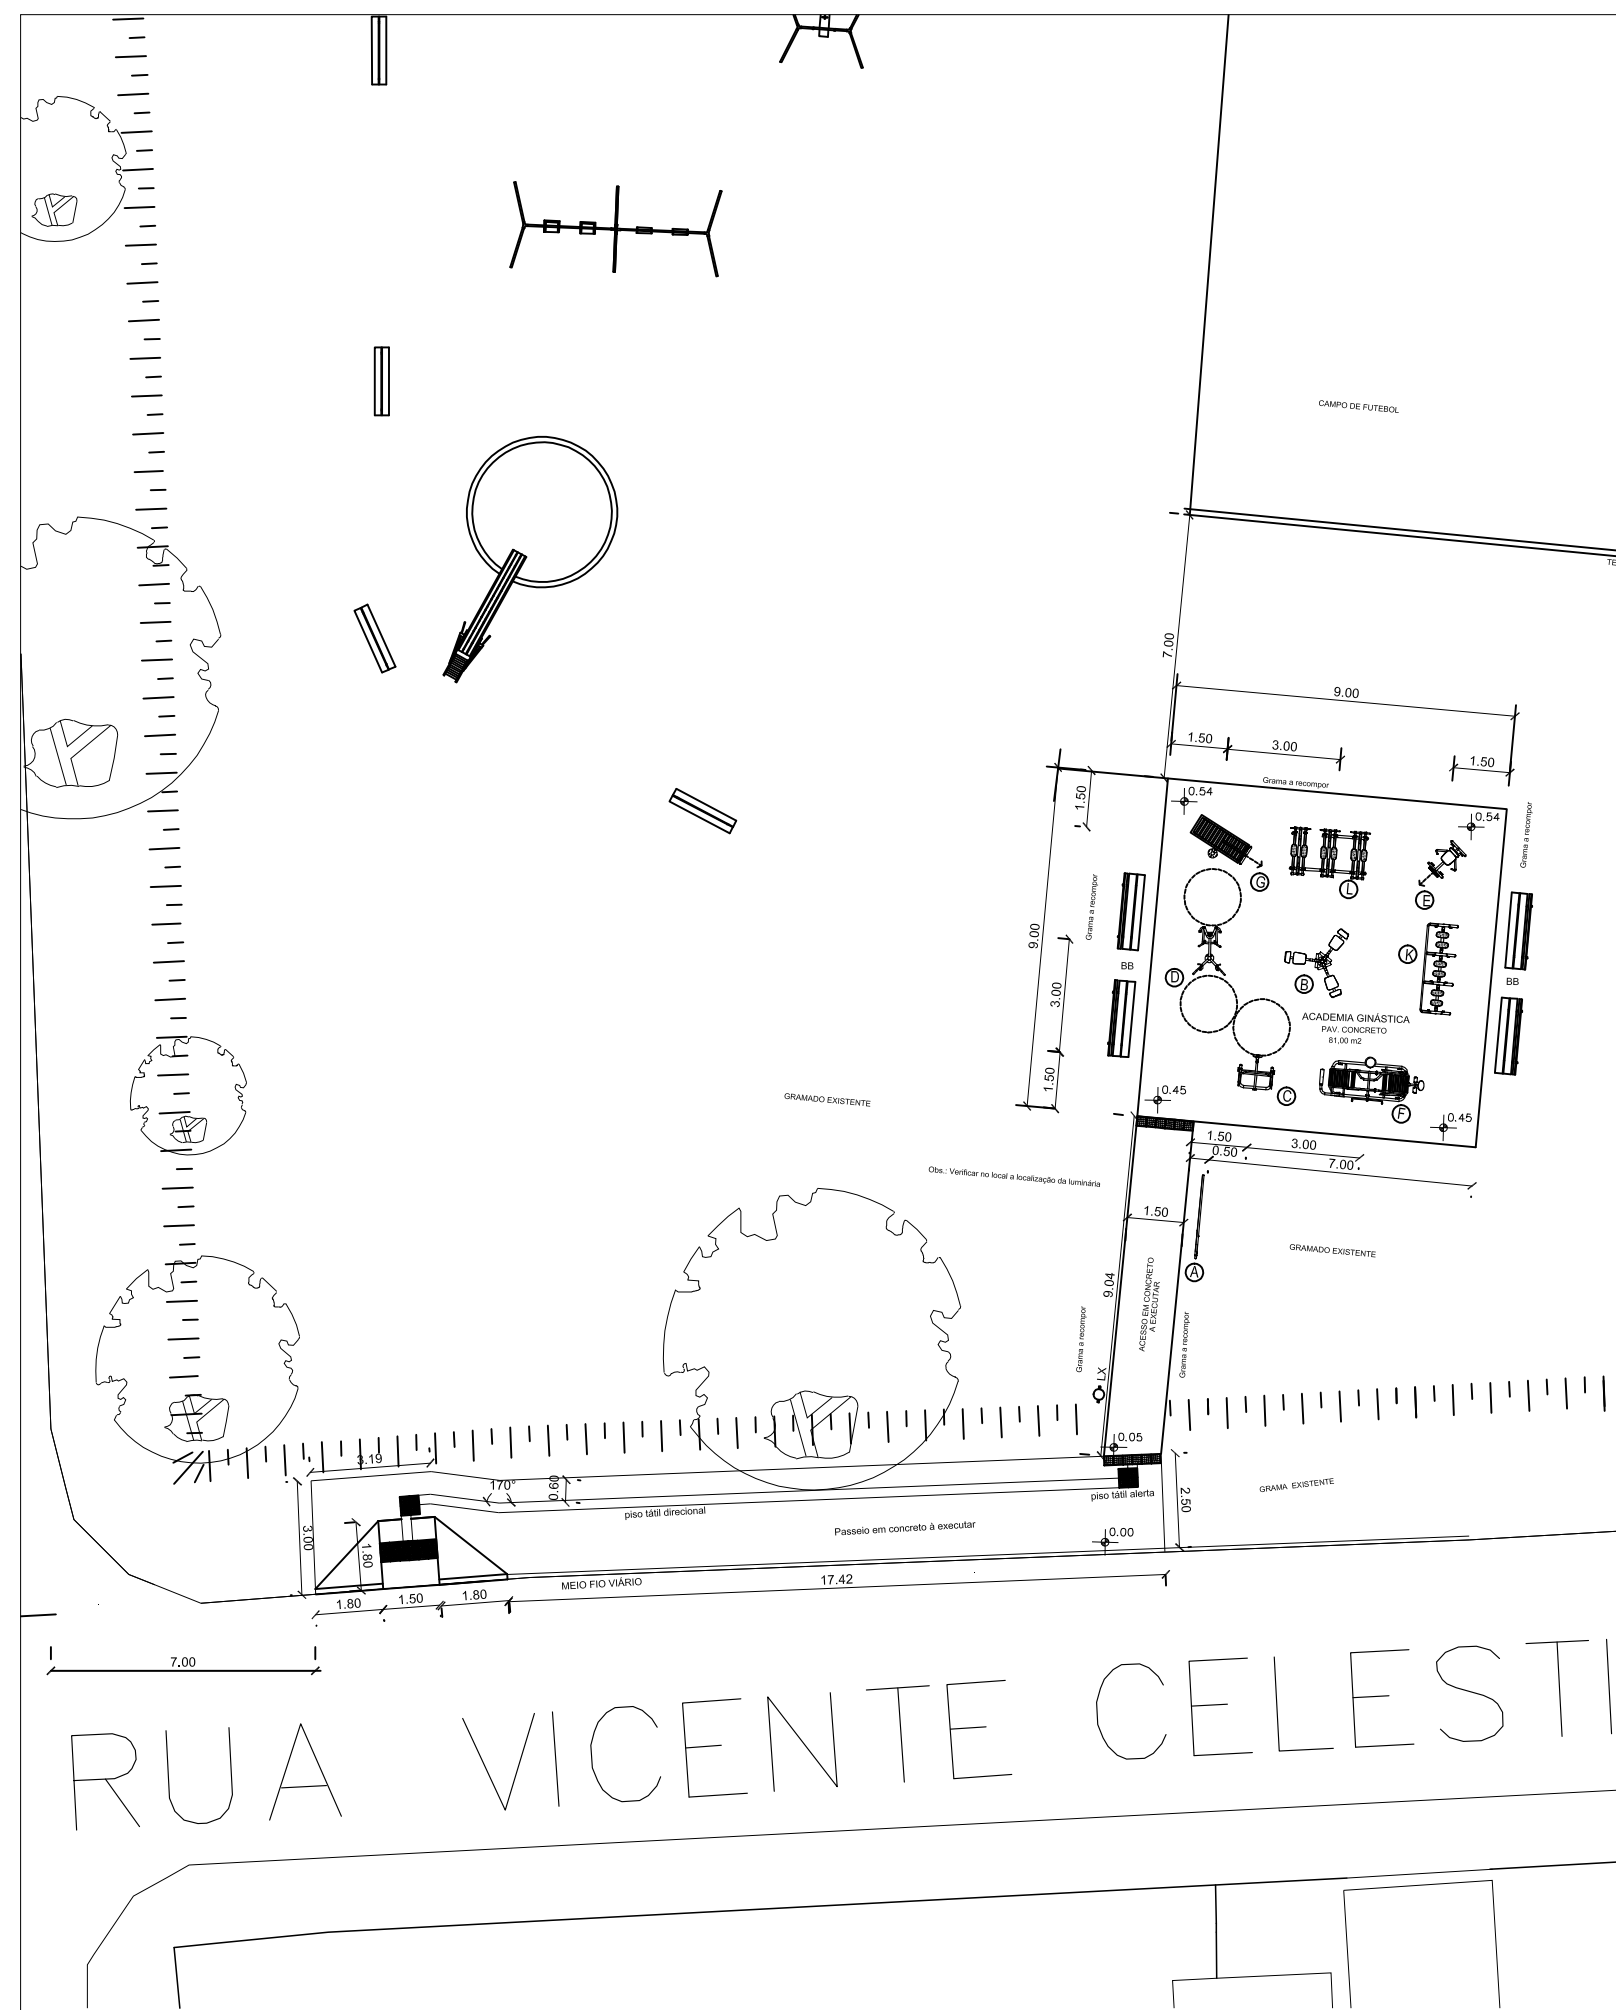 CAMPO DE FUTEBOL
TE
7.00
9.00
1.50
3.00
1.50
Grama a recompor
1.50
0.54
0.54
Grama a recompor
G
L
E
Grama a recompor
9.00
BB
D
B
K
BB
3.00
ACADEMIA GINÁSTICA
PAV. CONCRETO
81,00 m2
1.50
C
F
0.45
0.45
GRAMADO EXISTENTE
1.50
3.00
0.50
7.00
Obs.: Verificar no local a localização da luminária
1.50
GRAMADO EXISTENTE
A
9.04
ACESSO EM CONCRETO
A EXECUTAR
Grama a recompor
Grama a recompor
LX
0.05
3.19
170°
0.60
piso tátil direcional
piso tátil alerta
GRAMA EXISTENTE
2.50
3.00
1.80
Passeio em concreto à executar
0.00
MEIO FIO VIÁRIO
17.42
1.80
1.50
1.80
7.00
RUA VICENTE CELESTI